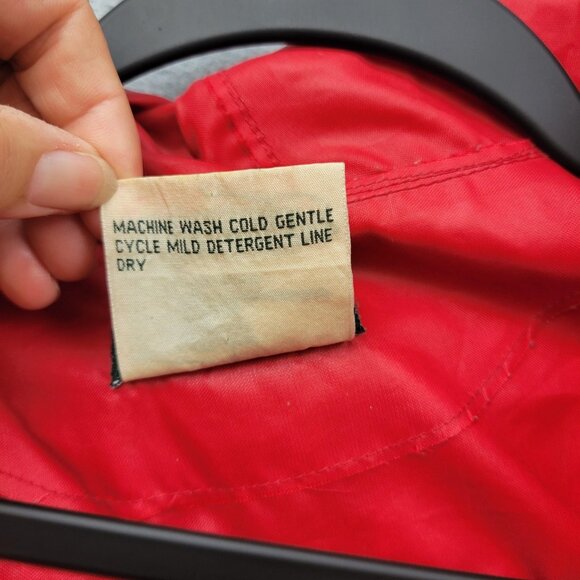 MACHINE WASH COLD GENTLE
CYCLE MILD DETERGENT LINE
DRY